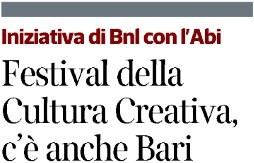 Iniziativa di Bnl con l'Abi
Festival della
Cultura Creativa,
c'è anche Bari